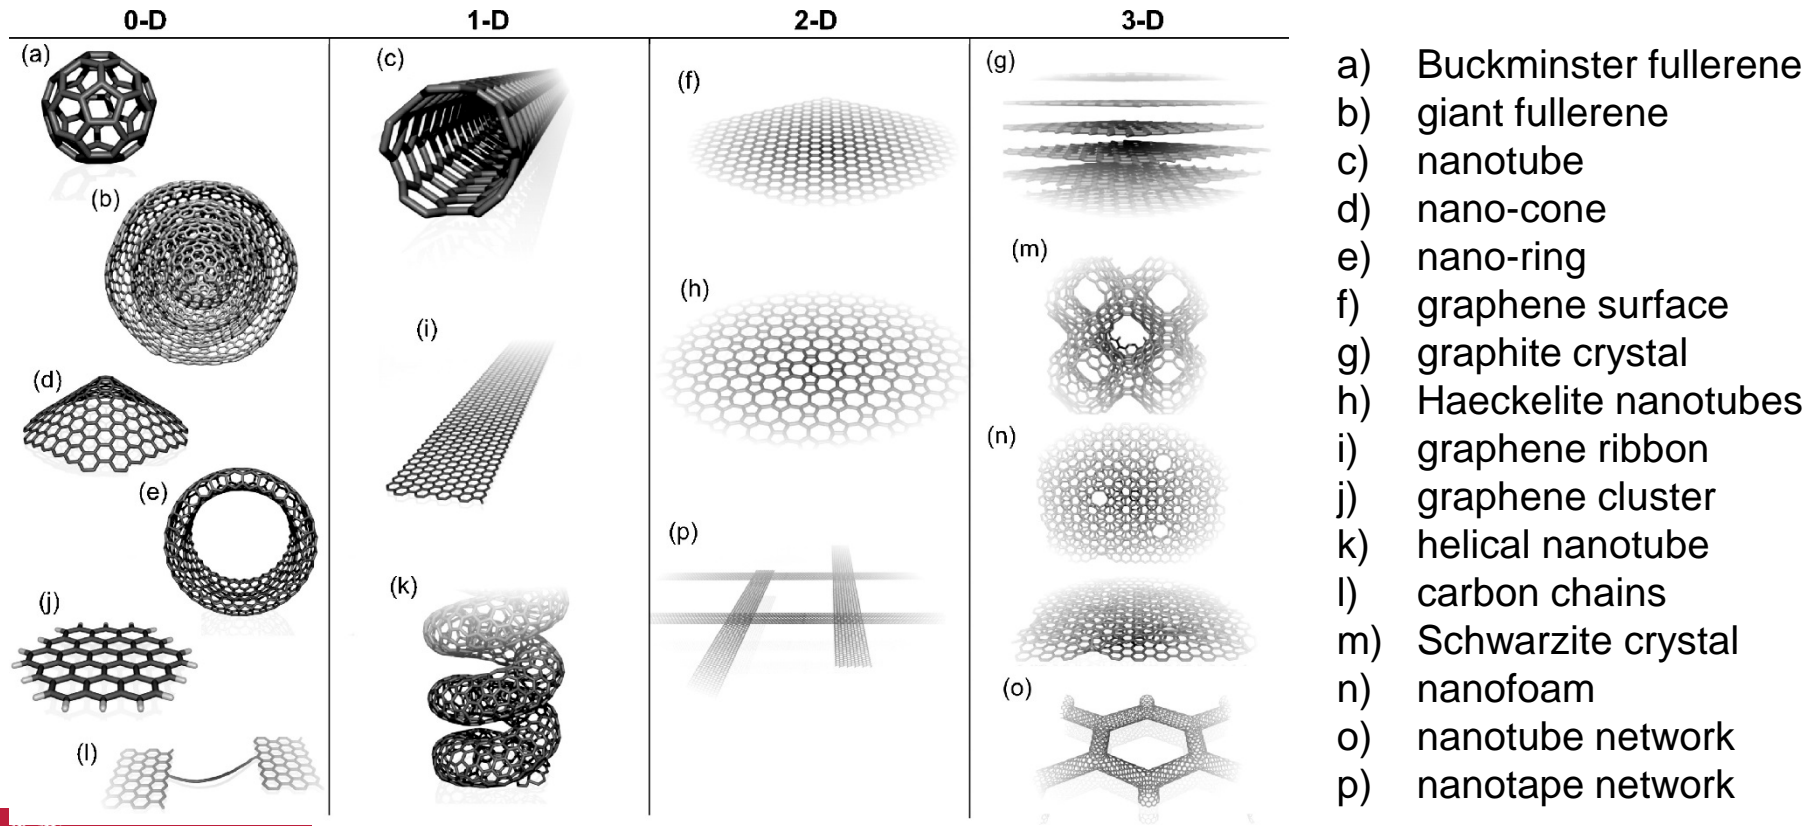 0-D 1-D 2-D 3-D
(a)
(b)
(d)
(e)
(j)
(l)
(c)
(i)
(k)
(f)
(h)
(p)
(g)
(m)
(n)
(o)
a) Buckminster fullerene
b) giant fullerene
c) nanotube
d) nano-cone
e) nano-ring
f) graphene surface
g) graphite crystal
h) Haeckelite nanotubes
i) graphene ribbon
j) graphene cluster
k) helical nanotube
l) carbon chains
m) Schwarzite crystal
n) nanofoam
o) nanotube network
p) nanotape network